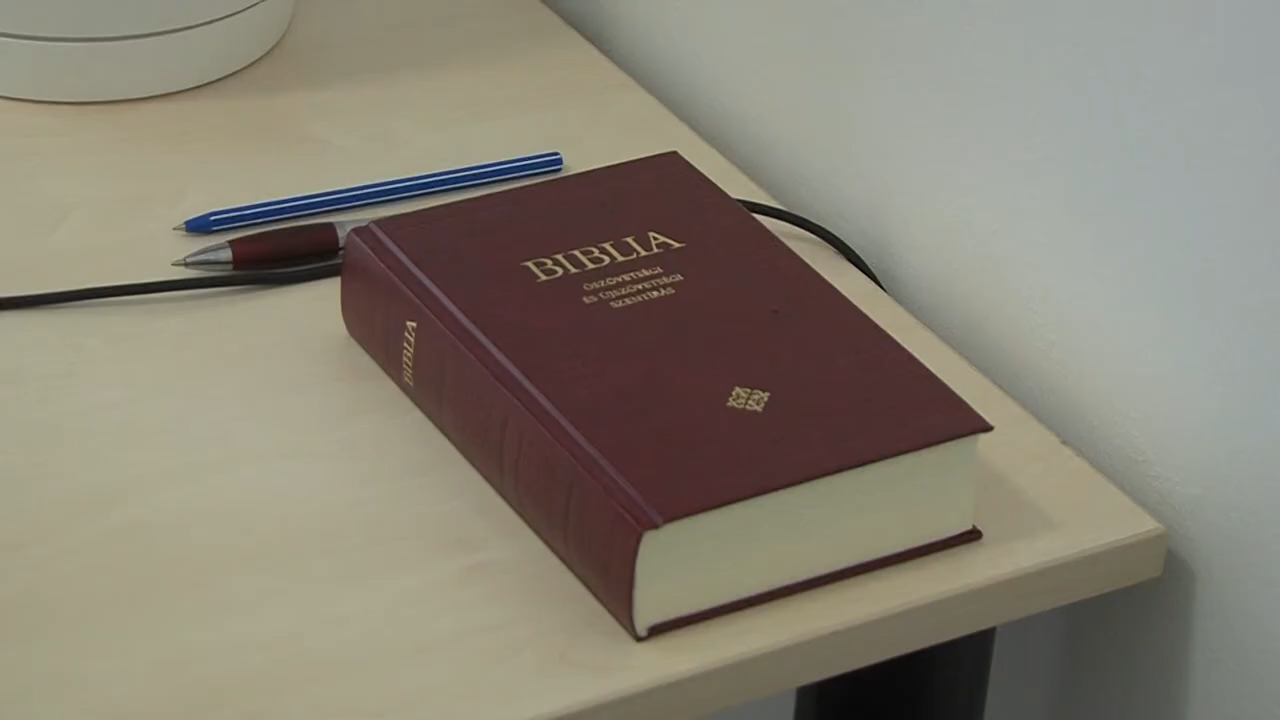 BIBLIA
ÓSZÖVETSÉGI
ÉS ÚJSZÖVETSÉGI
SZENTÍRÁS
BIBLIA